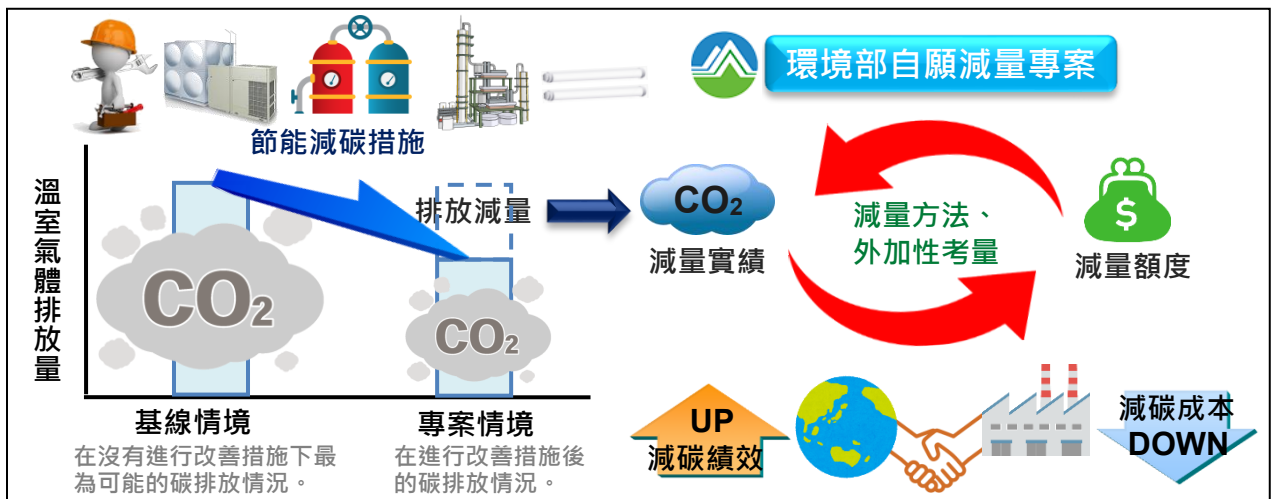 環境部自願減量專案
節能減碳措施
溫室氣體排放量
CO2
排放減量
CO2
CO2
減量實績
減量方法、
外加性考量
$
減量額度
基線情境
在沒有進行改善措施下最
為可能的碳排放情況。
專案情境
在進行改善措施後
的碳排放情況。
UP
減碳績效
減碳成本
DOWN